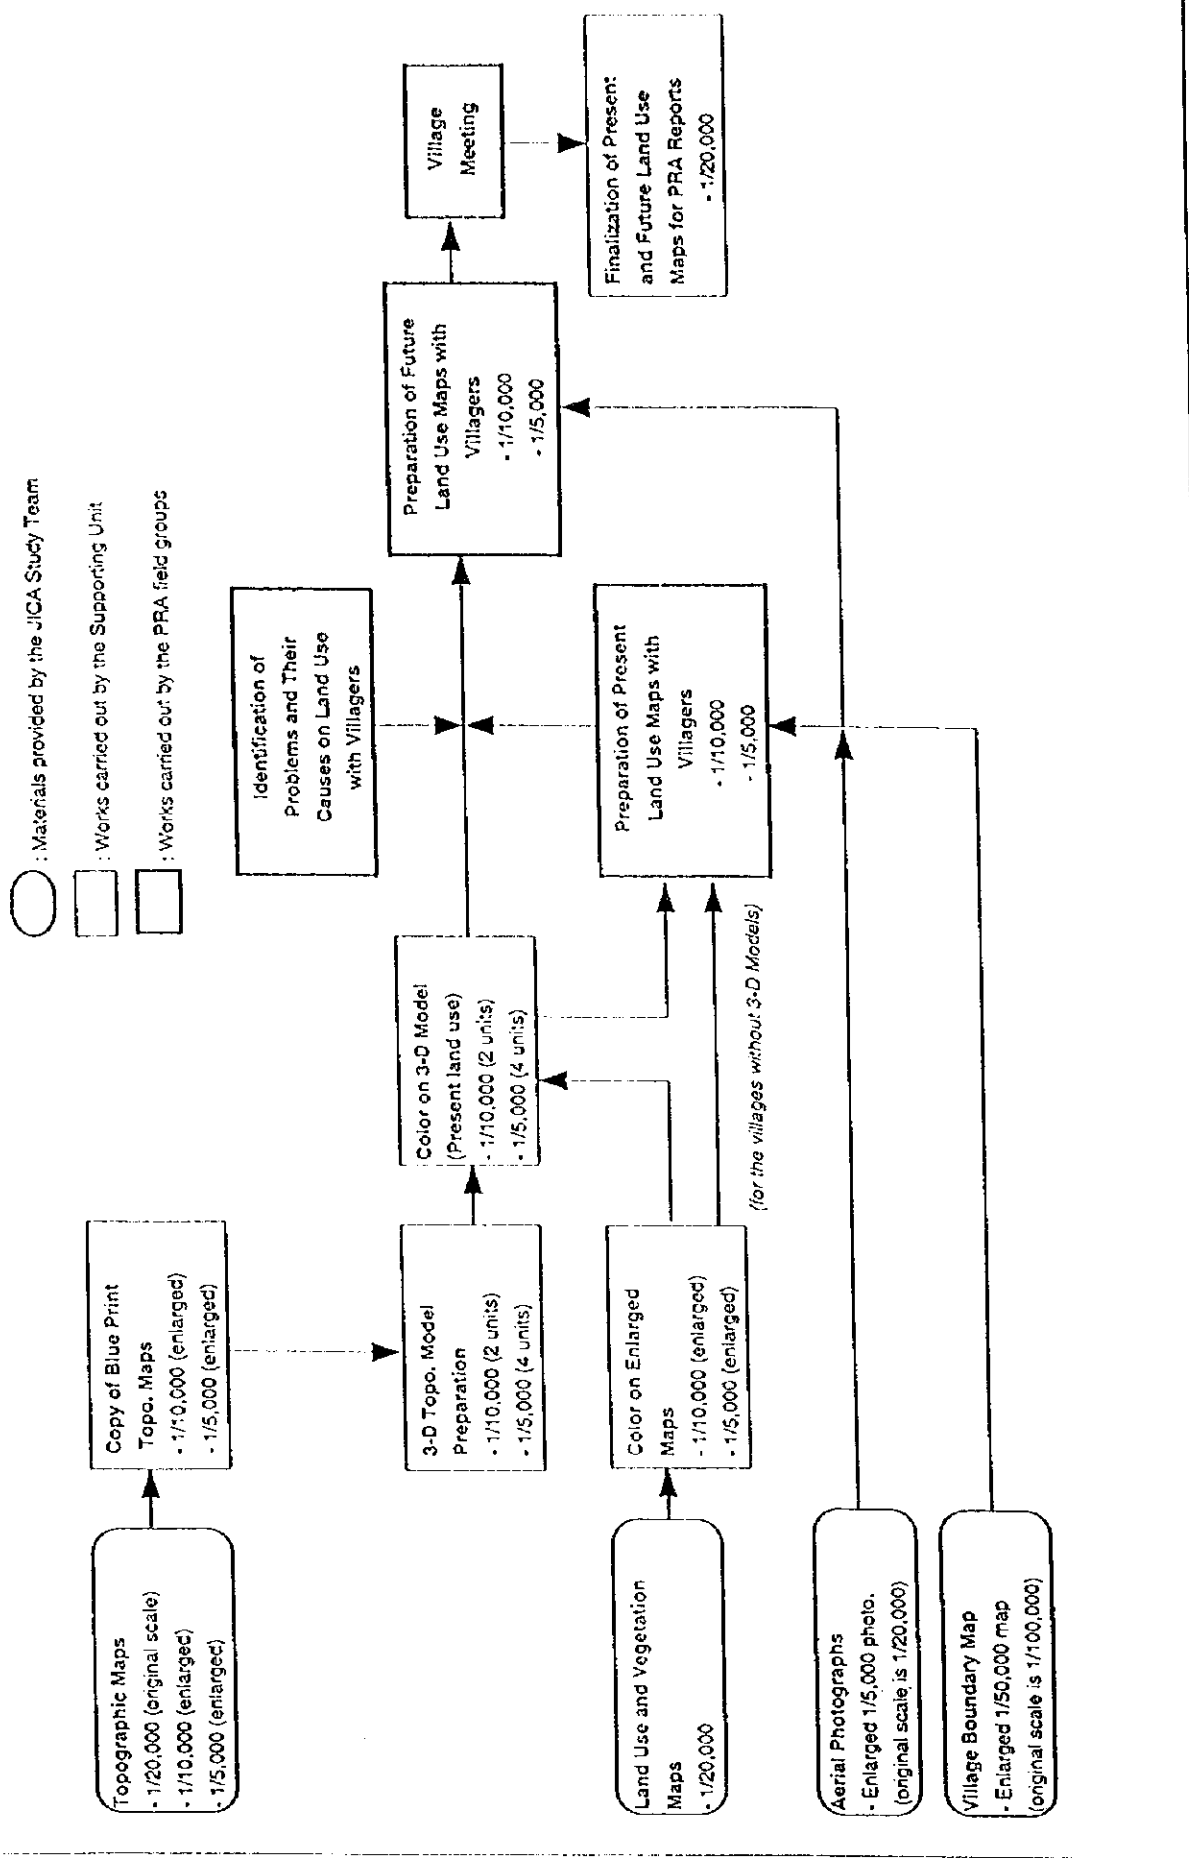 : Materials provided by the JICA Study Team
: Works carried out by the Supporting Unit
: Works carried out by the PRA field groups
Topographic Maps
- 1/20,000 (original scale)
- 1/10,000 (enlarged)
- 1/5,000 (enlarged)
Copy of Blue Print
Topo. Maps
- 1/10,000 (enlarged)
- 1/5,000 (enlarged)
3-D Topo. Model
Preparation
- 1/10,000 (2 units)
- 1/5,000 (4 units)
Color on 3-D Model
(Present land use)
- 1/10,000 (2 units)
- 1/5,000 (4 units)
Identification of
Problems and Their
Causes on Land Use
with Villagers
Preparation of Future
Land Use Maps with
Villagers
- 1/10,000
- 1/5,000
Village
Meeting
Finalization of Present
and Future Land Use
Maps for PRA Reports
- 1/20,000
Land Use and Vegetation
Maps
- 1/20,000
Color on Enlarged
Maps
- 1/10,000 (enlarged)
- 1/5,000 (enlarged)
(for the villages without 3-D Models)
Preparation of Present
Land Use Maps with
Villagers
- 1/10,000
- 1/5,000
Aerial Photographs
- Enlarged 1/5,000 photo.
(original scale is 1/20,000)
Village Boundary Map
- Enlarged 1/50,000 map
(original scale is 1/100,000)